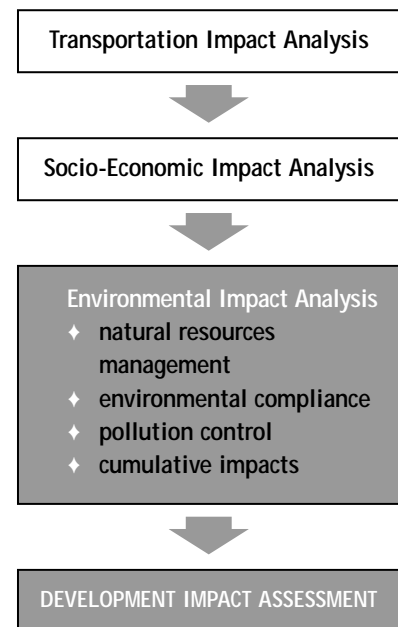 Transportation Impact Analysis
Socio-Economic Impact Analysis
Environmental Impact Analysis
natural resources
management
environmental compliance
pollution control
cumulative impacts
DEVELOPMENT IMPACT ASSESSMENT